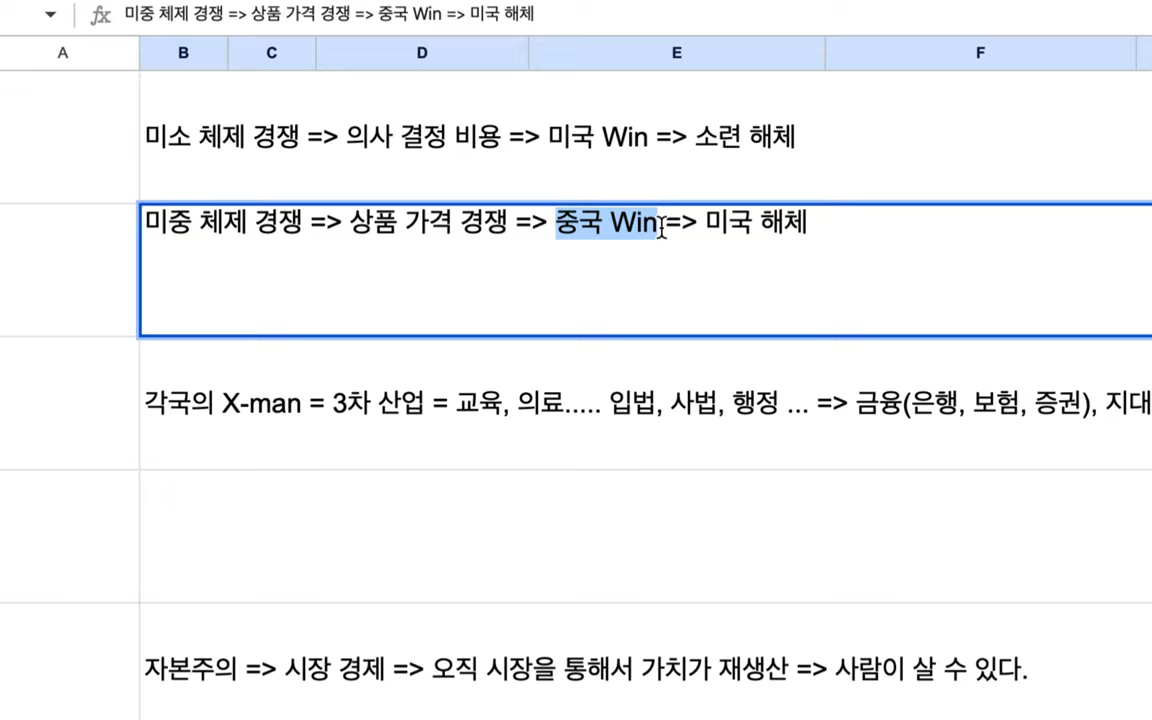 fx 미중 체제 경쟁 => 상품 가격 경쟁 => 중국 Win => 미국 해체
A B C D E F
미소 체제 경쟁 => 의사 결정 비용 => 미국 Win => 소련 해체
미중 체제 경쟁 => 상품 가격 경쟁 => 중국 Win => 미국 해체
각국의 X-man = 3차 산업 = 교육, 의료..... 입법, 사법, 행정 ... => 금융(은행, 보험, 증권), 지대
자본주의 => 시장 경제 => 오직 시장을 통해서 가치가 재생산 => 사람이 살 수 있다.